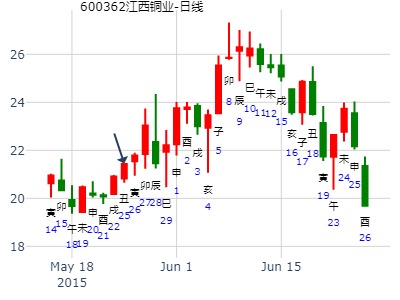 600362江西铜业-日线
26
24
22
20
18
寅 14
卯 15
午 18
未 19
申 20
酉 21
戌 22
丑 25
寅 26
卯 27
辰 28
巳 29
申 1
酉 2
戌 3
亥 4
子 5
卯 8
辰 9
巳 10
午 11
未 12
戌 15
亥 16
子 17
丑 18
寅 19
午 23
未 24
申 25
酉 26
May 18
2015
Jun 1
Jun 15